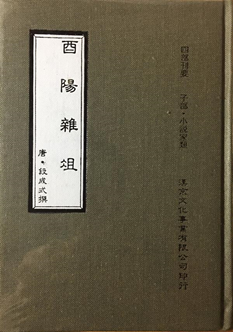 四部刊要 子部·小說家類
漢京文化事業有限公司印行
酉陽雜俎
唐·段成式撰